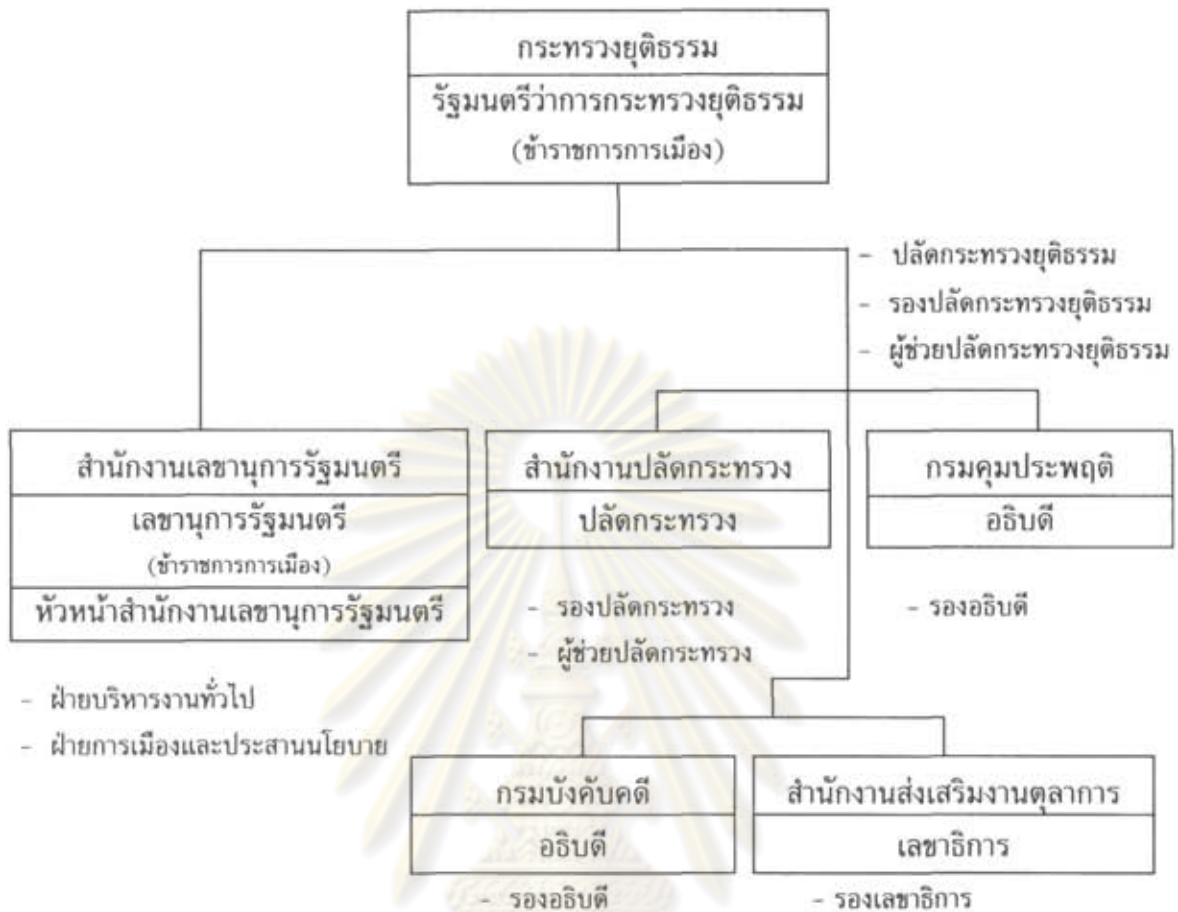 กระทรวงยุติธรรม
รัฐมนตรีว่าการกระทรวงยุติธรรม
(ข้าราชการการเมือง)
- ปลัดกระทรวงยุติธรรม
- รองปลัดกระทรวงยุติธรรม
- ผู้ช่วยปลัดกระทรวงยุติธรรม
สำนักงานเลขานุการรัฐมนตรี
เลขานุการรัฐมนตรี
(ข้าราชการการเมือง)
หัวหน้าสำนักงานเลขานุการรัฐมนตรี
- ฝ่ายบริหารงานทั่วไป
- ฝ่ายการเมืองและประสานนโยบาย
สำนักงานปลัดกระทรวง
ปลัดกระทรวง
- รองปลัดกระทรวง
- ผู้ช่วยปลัดกระทรวง
กรมคุมประพฤติ
อธิบดี
- รองอธิบดี
กรมบังคับคดี
อธิบดี
- รองอธิบดี
สำนักงานส่งเสริมงานตุลาการ
เลขาธิการ
- รองเลขาธิการ